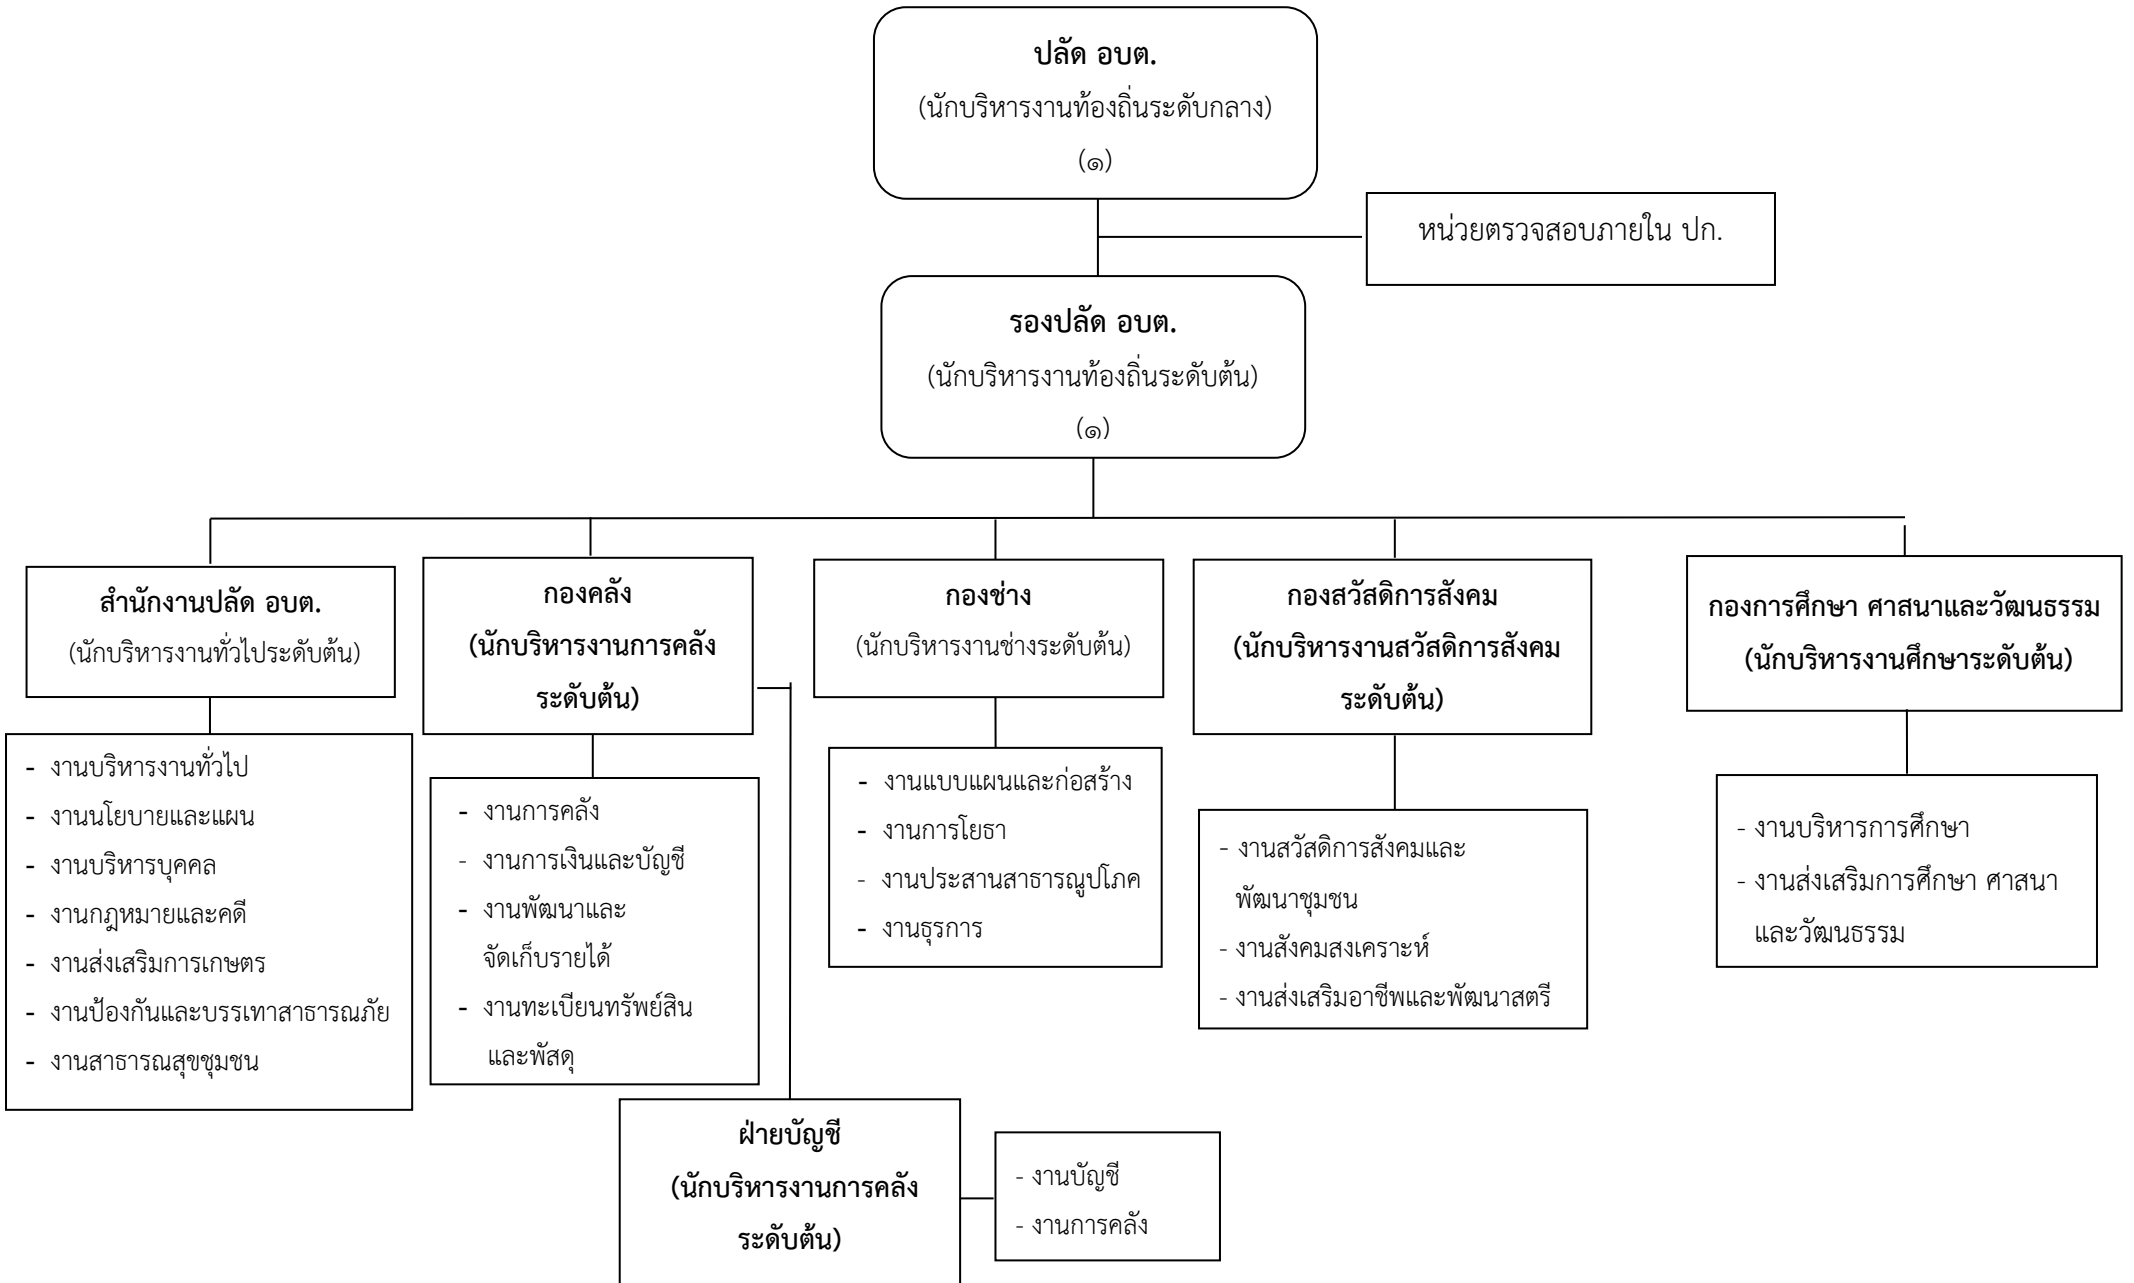 ปลัด อบต.
(นักบริหารงานท้องถิ่นระดับกลาง)
(๑)
หน่วยตรวจสอบภายใน ปก.
รองปลัด อบต.
(นักบริหารงานท้องถิ่นระดับต้น)
(๑)
สำนักงานปลัด อบต.
(นักบริหารงานทั่วไประดับต้น)
- งานบริหารงานทั่วไป
- งานนโยบายและแผน
- งานบริหารบุคคล
- งานกฎหมายและคดี
- งานส่งเสริมการเกษตร
- งานป้องกันและบรรเทาสาธารณภัย
- งานสาธารณสุขชุมชน
กองคลัง
(นักบริหารงานการคลัง
ระดับต้น)
- งานการคลัง
- งานการเงินและบัญชี
- งานพัฒนาและ
จัดเก็บรายได้
- งานทะเบียนทรัพย์สิน
และพัสดุ
ฝ่ายบัญชี
(นักบริหารงานการคลัง
ระดับต้น)
- งานบัญชี
- งานการคลัง
กองช่าง
(นักบริหารงานช่างระดับต้น)
- งานแบบแผนและก่อสร้าง
- งานการโยธา
- งานประสานสาธารณูปโภค
- งานธุรการ
กองสวัสดิการสังคม
(นักบริหารงานสวัสดิการสังคม
ระดับต้น)
- งานสวัสดิการสังคมและ
พัฒนาชุมชน
- งานสังคมสงเคราะห์
- งานส่งเสริมอาชีพและพัฒนาสตรี
กองการศึกษา ศาสนาและวัฒนธรรม
(นักบริหารงานศึกษาระดับต้น)
- งานบริหารการศึกษา
- งานส่งเสริมการศึกษา ศาสนา
และวัฒนธรรม